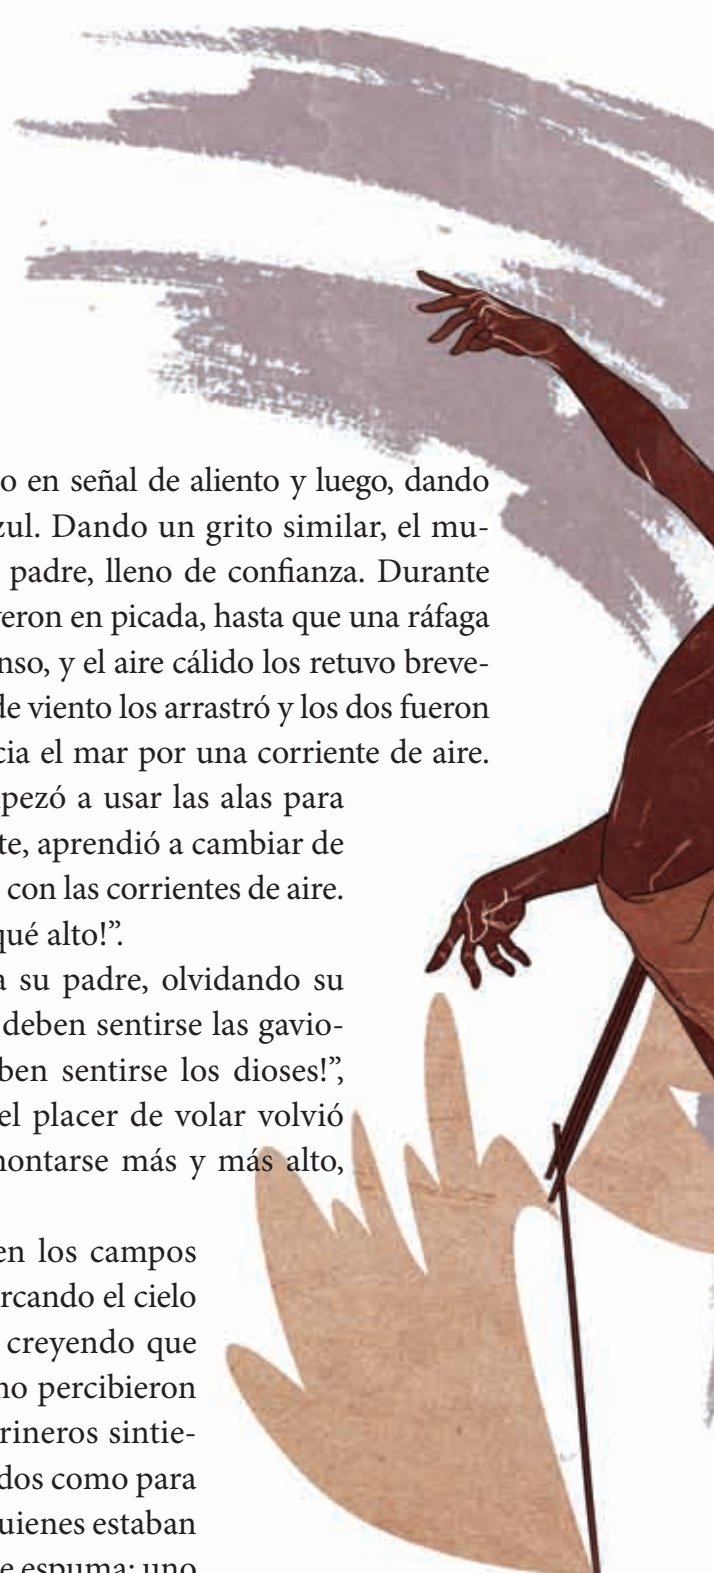 o en señal de aliento y luego, dando
zul. Dando un grito similar, el mu-
padre, lleno de confianza. Durante
eron en picada, hasta que una ráfaga
nso, y el aire cálido los retuvo breve-
de viento los arrastró y los dos fueron
cia el mar por una corriente de aire.
pezó a usar las alas para
te, aprendió a cambiar de
con las corrientes de aire.
qué alto!”.
a su padre, olvidando su
deben sentirse las gavio-
ben sentirse los dioses!”,
el placer de volar volvió
montarse más y más alto,
en los campos
rcando el cielo
creyendo que
no percibieron
rineros sintie-
dos como para
uienes estaban
e espuma; uno